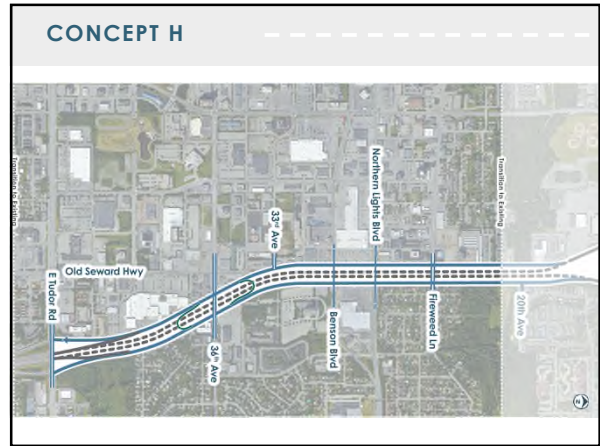 CONCEPT H
Transition to Existing
E Tudor Rd
Old Seward Hwy
36th Ave
33rd Ave
Benson Blvd
Northern Lights Blvd
Fireweed Ln
Transition to Existing
20th Ave
N